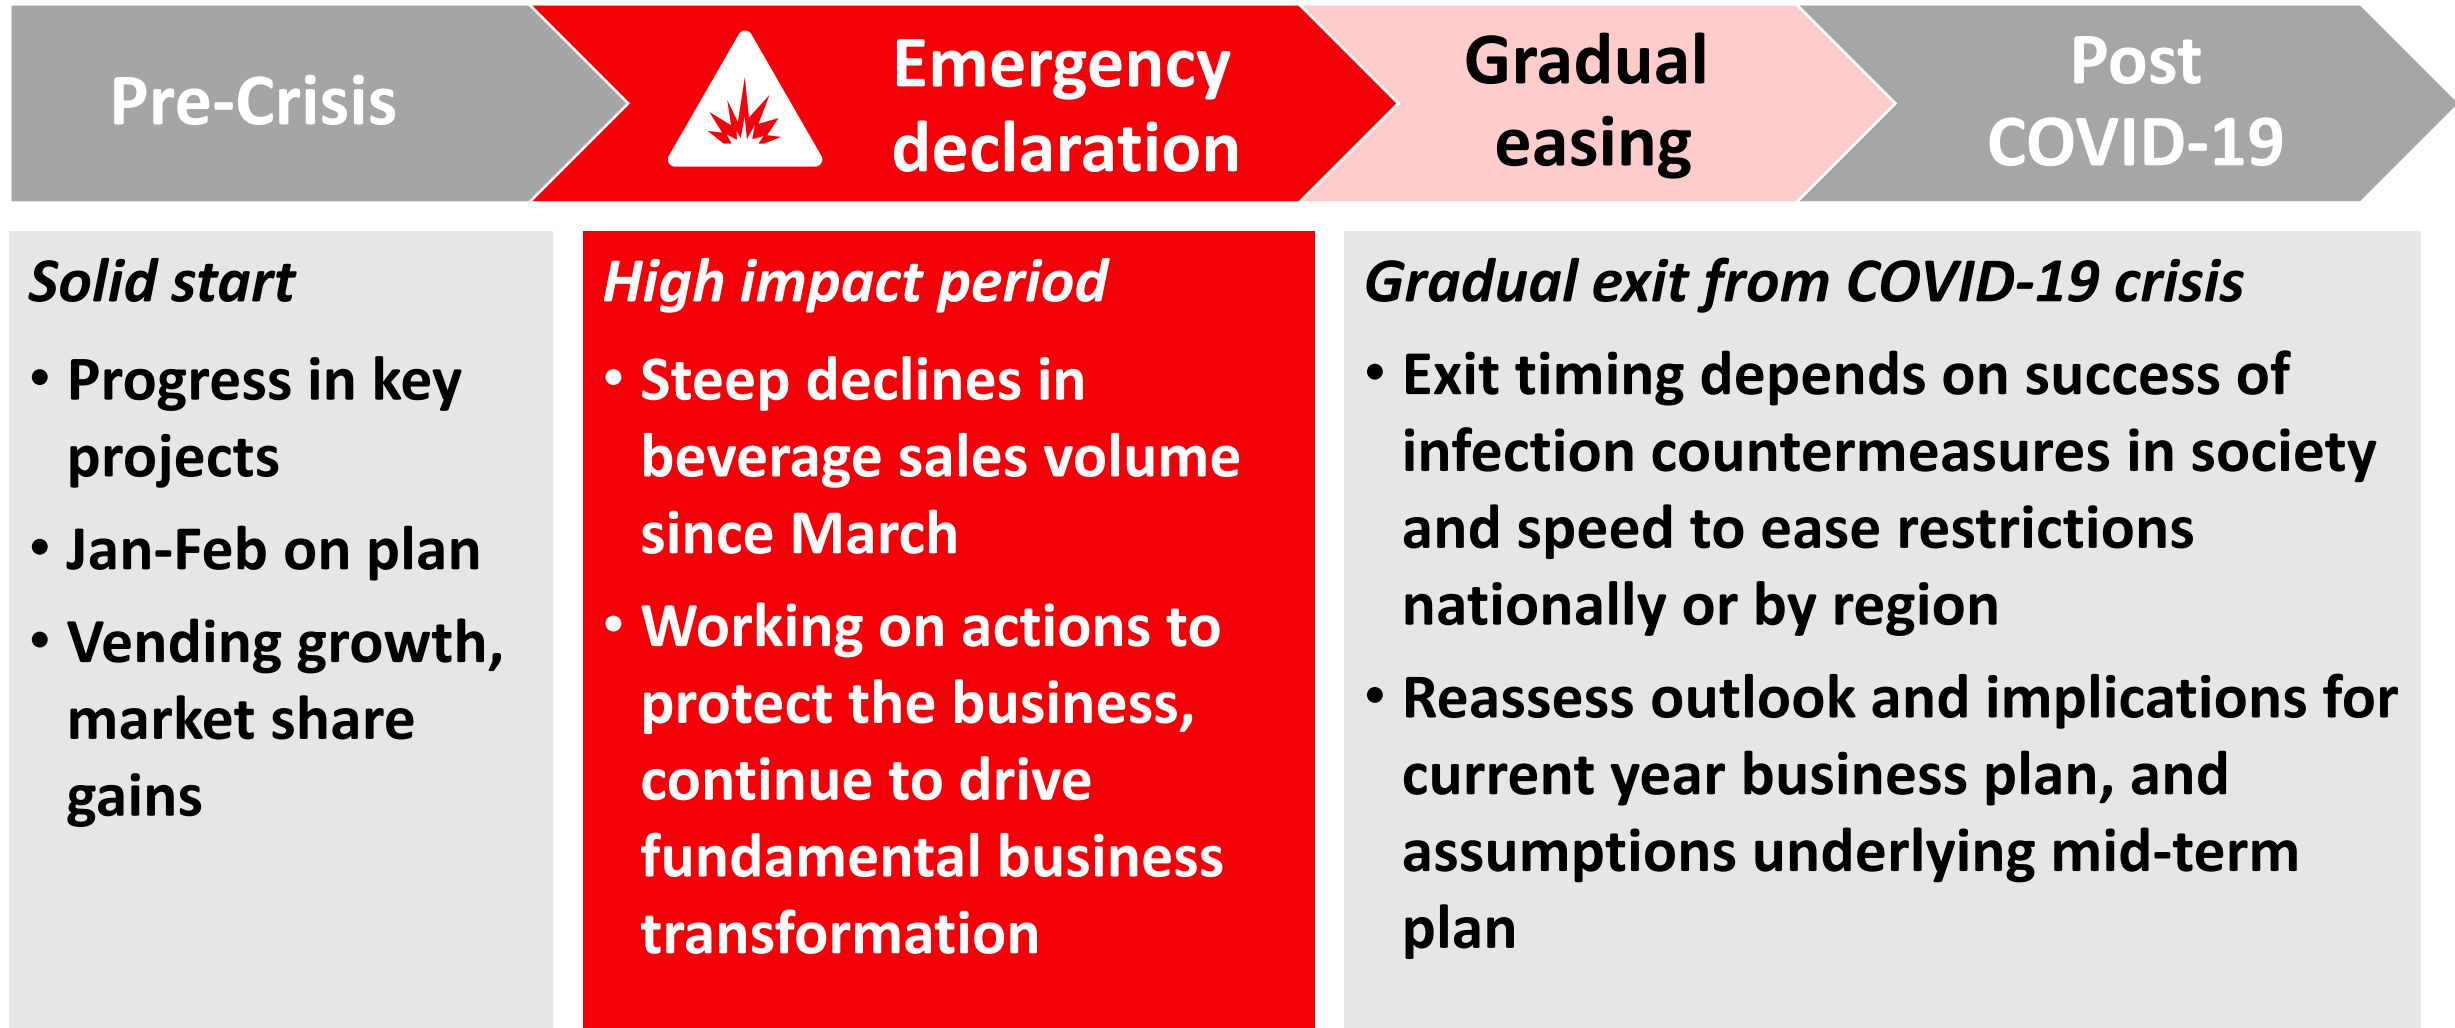 Pre-Crisis
Emergency
declaration
Gradual
easing
Post
COVID-19
Solid start
• Progress in key
projects
• Jan-Feb on plan
• Vending growth,
market share
gains
High impact period
• Steep declines in
beverage sales volume
since March
• Working on actions to
protect the business,
continue to drive
fundamental business
transformation
Gradual exit from COVID-19 crisis
• Exit timing depends on success of
infection countermeasures in society
and speed to ease restrictions
nationally or by region
• Reassess outlook and implications for
current year business plan, and
assumptions underlying mid-term
plan